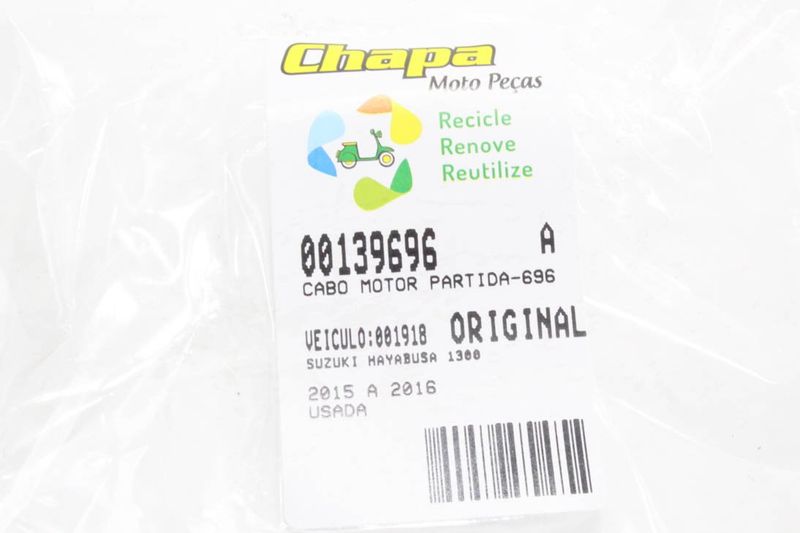 Chapa
Moto Peças
Recicle
Renove
Reutilize
00139696 A
CABO MOTOR PARTIDA-696
VEICULO:001918 ORIGINAL
SUZUKI HAYABUSA 1300
2015 A 2016
USADA